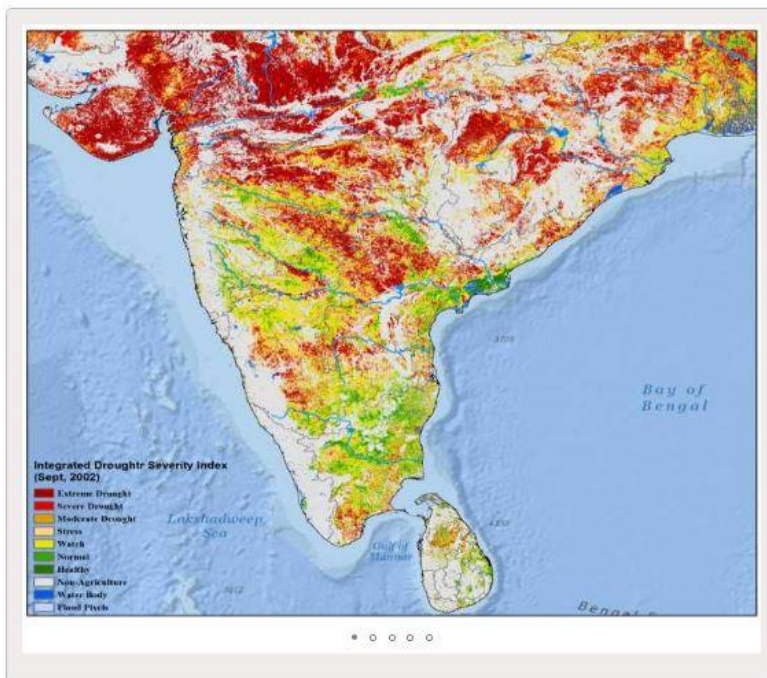 Bay of
Bengal
Integrated Droughtr Severity Index
(Sept, 2002)
Extreme Drought
Severe Drought
Moderate Drought
Stress
Watch
Normal
Healthy
Non-Agriculture
Water Body
Flood Pixels
Lakshadweep
Sea
Gulf of
Mannar